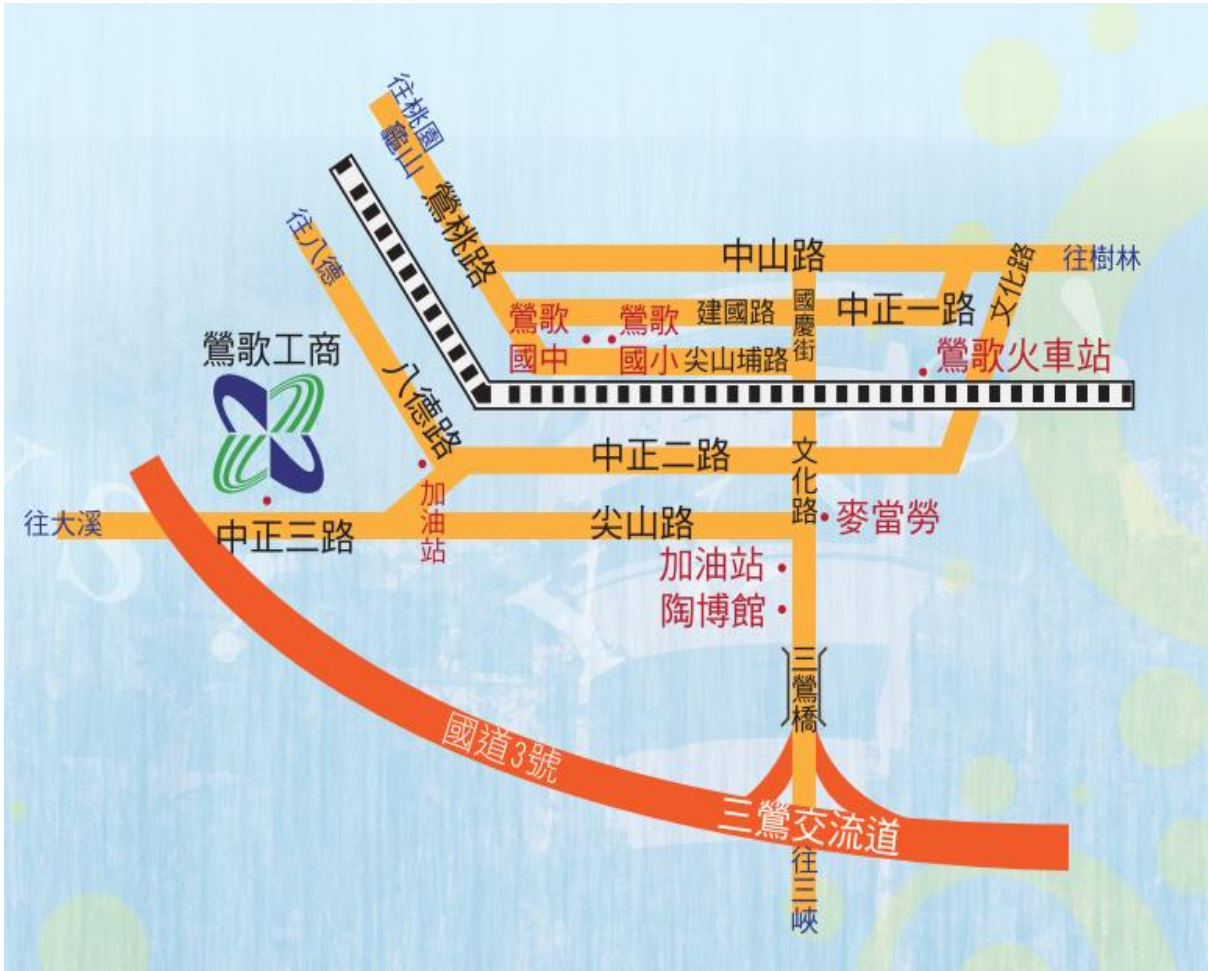 往桃園
龜山
鶯桃路
往八德
中山路
文化路
往樹林
國慶街
建國路
中正一路
鶯歌
國中
鶯歌
國小
尖山埔路
鶯歌火車站
鶯歌工商
八德路
中正二路
文化路
加油站
麥當勞
往大溪
中正三路
尖山路
加油站
陶博館
三鶯橋
國道3號
三鶯交流道
往三峽